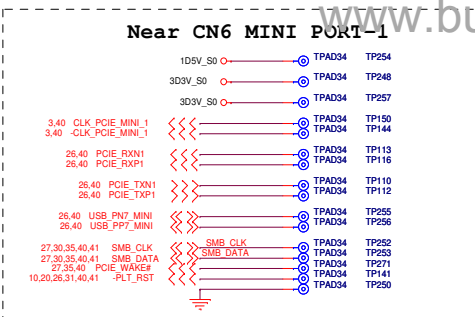 www.bu
Near CN6 MINI PORT-1
1D5V_S0 TPAD34 TP254
3D3V_S0 TPAD34 TP248
3D3V_S0 TPAD34 TP257
3,40 CLK_PCIE_MINI_1 TPAD34 TP150
3,40 -CLK_PCIE_MINI_1 TPAD34 TP144
26,40 PCIE_RXN1 TPAD34 TP113
26,40 PCIE_RXP1 TPAD34 TP116
26,40 PCIE_TXN1 TPAD34 TP110
26,40 PCIE_TXP1 TPAD34 TP112
26,40 USB_PN7_MINI TPAD34 TP255
26,40 USB_PP7_MINI TPAD34 TP256
27,30,35,40,41 SMB_CLK SMB_CLK TPAD34 TP252
27,30,35,40,41 SMB_DATA SMB_DATA TPAD34 TP253
27,35,40 PCIE_WAKE# TPAD34 TP271
10,20,26,31,40,41 -PLT_RST TPAD34 TP141
TPAD34 TP250